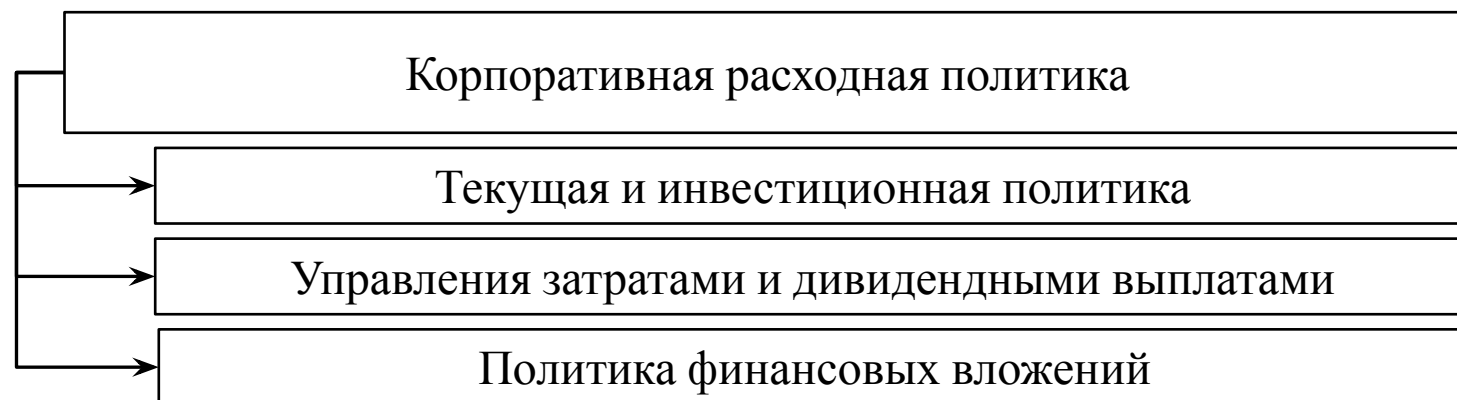 Корпоративная расходная политика
Текущая и инвестиционная политика
Управления затратами и дивидендными выплатами
Политика финансовых вложений